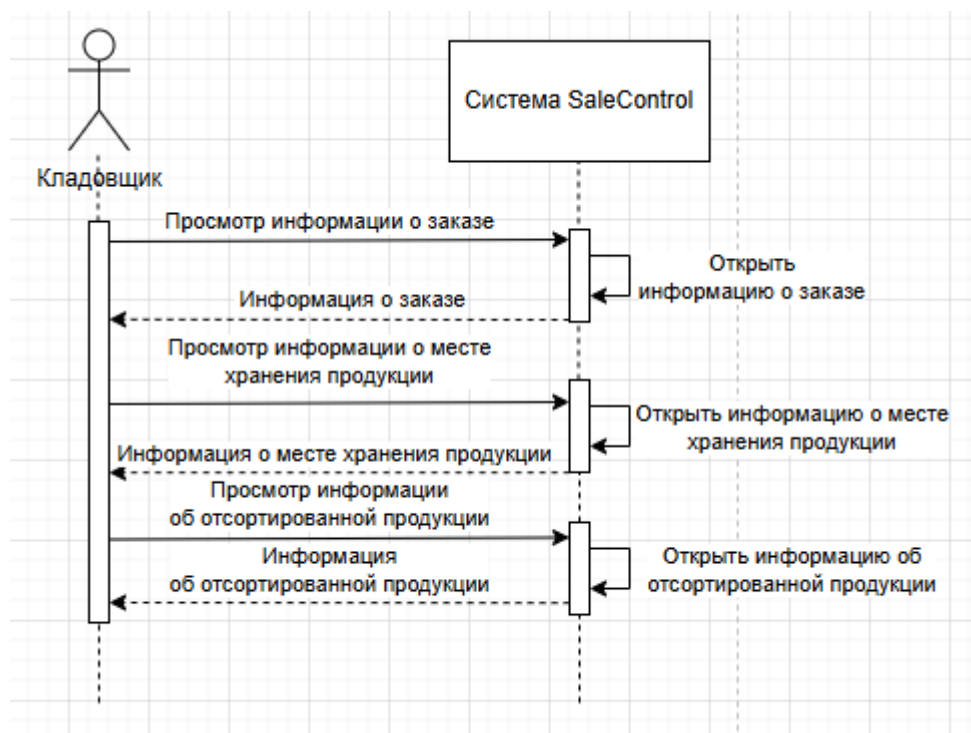 Система SaleControl
Кладовщик
Просмотр информации о заказе
Открыть
информацию о заказе
Информация о заказе
Просмотр информации о месте
хранения продукции
Открыть информацию о месте
хранения продукции
Информация о месте хранения продукции
Просмотр информации
об отсортированной продукции
Открыть информацию об
отсортированной продукции
Информация
об отсортированной продукции